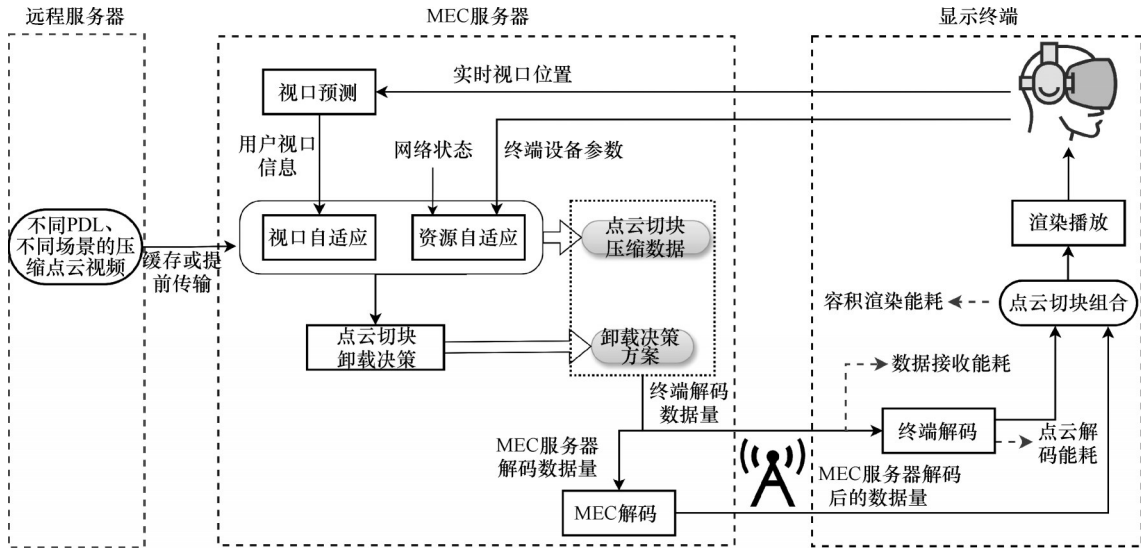 远程服务器
MEC服务器
显示终端
视口预测
实时视口位置
用户视口
信息
网络状态
终端设备参数
不同PDL、
不同场景的压
缩点云视频
缓存或提
前传输
视口自适应
资源自适应
点云切块
压缩数据
渲染播放
点云切块
卸载决策
卸载决策
方案
容积渲染能耗
点云切块组合
终端解码
数据量
数据接收能耗
终端解码
点云解
码能耗
MEC服务器
解码数据量
MEC服务器解码
后的数据量
MEC解码